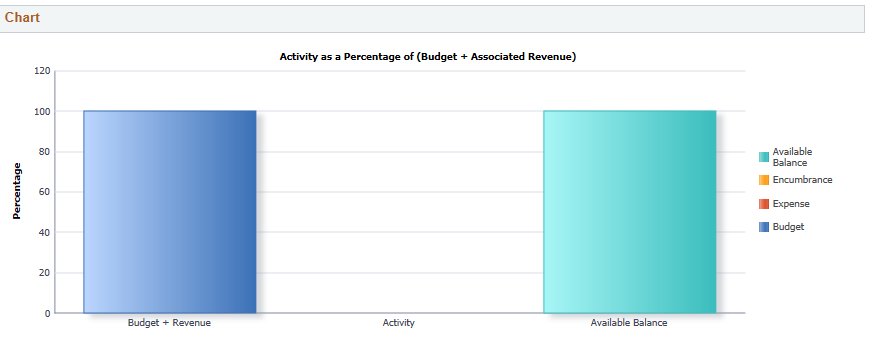 Chart
Activity as a Percentage of (Budget + Associated Revenue)
120
100
80
60
40
20
0
Percentage
Budget + Revenue
Activity
Available Balance
Available
Balance
Encumbrance
Expense
Budget